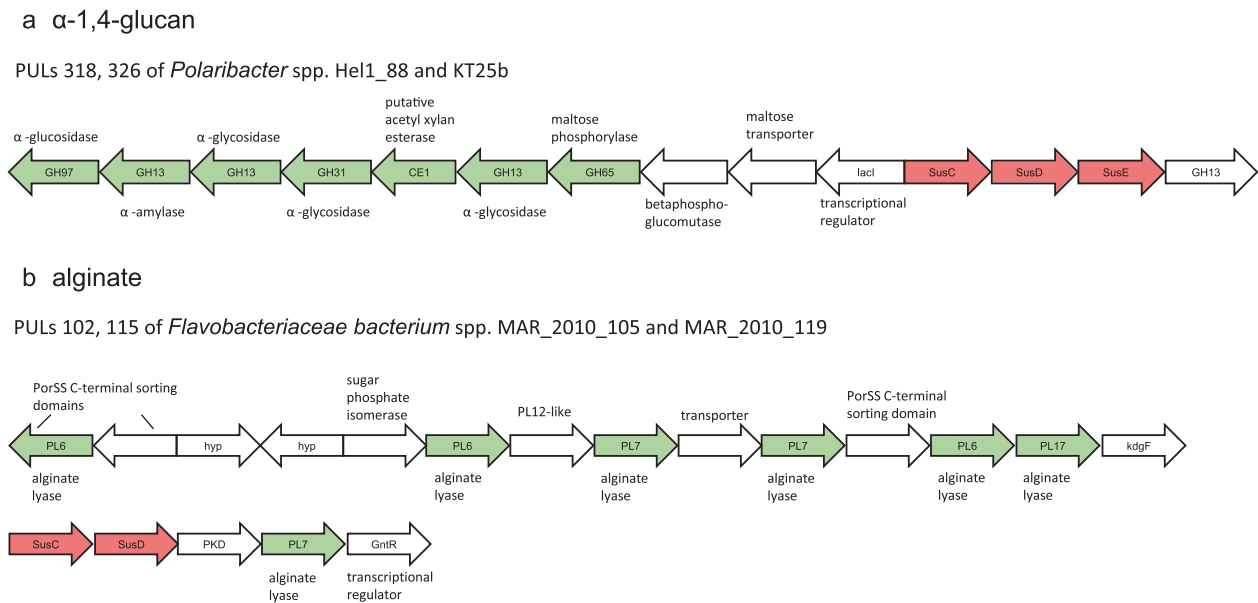 a α-1,4-glucan
PULs 318, 326 of Polaribacter spp. Hel1_88 and KT25b
α -glucosidase
α -glycosidase
putative
acetyl xylan
esterase
maltose
phosphorylase
maltose
transporter
GH97 GH13 GH13 GH31 CE1 GH13 GH65 lacI SusC SusD SusE GH13
α -amylase
α -glycosidase
α -glycosidase
betaphospho-
glucomutase
transcriptional
regulator
b alginate
PULs 102, 115 of Flavobacteriaceae bacterium spp. MAR_2010_105 and MAR_2010_119
PorSS C-terminal sorting
domains
sugar
phosphate
isomerase
PL12-like
transporter
PorSS C-terminal
sorting domain
PL6 hyp hyp PL6 PL7 PL7 PL6 PL17 kdgF
alginate
lyase
alginate
lyase
alginate
lyase
alginate
lyase
alginate
lyase
alginate
lyase
SusC SusD PKD PL7 GntR
alginate
lyase
transcriptional
regulator